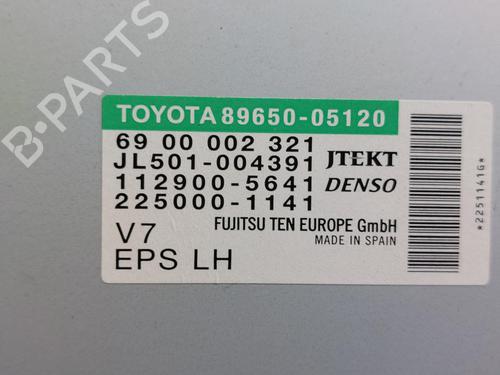 B-PARTS
TOYOTA 89650-05120
69 00 002 321
JL501-004391 JTEKT
112900-5641 DENSO
225000-1141
FUJITSU TEN EUROPE GmbH
V7 MADE IN SPAIN
EPS LH
*2251141G*